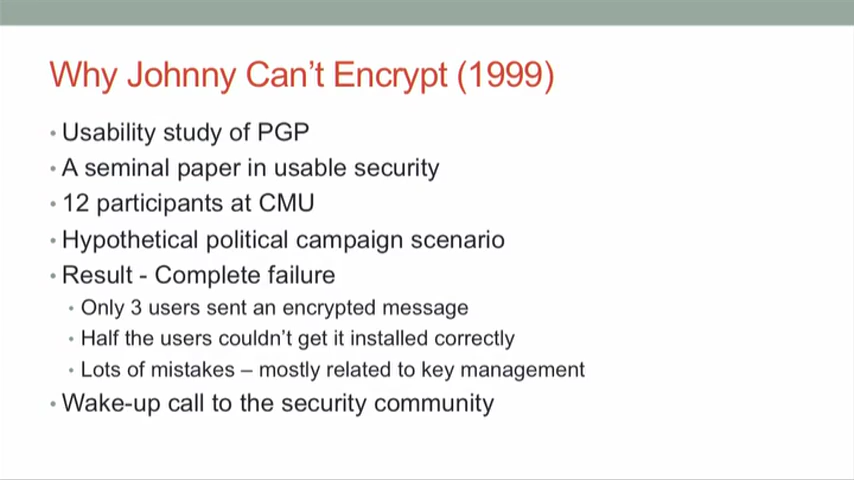 Why Johnny Can't Encrypt (1999)
• Usability study of PGP
• A seminal paper in usable security
• 12 participants at CMU
• Hypothetical political campaign scenario
• Result - Complete failure
• Only 3 users sent an encrypted message
• Half the users couldn't get it installed correctly
• Lots of mistakes – mostly related to key management
• Wake-up call to the security community